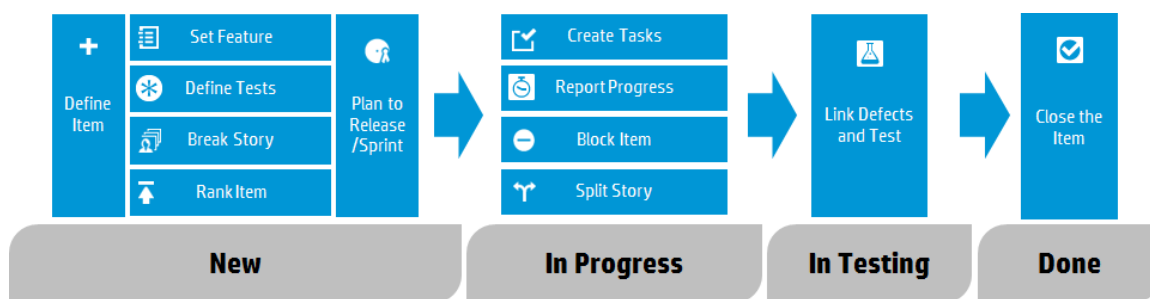 Define
Item
Set Feature
Define Tests
Break Story
Rank Item
Plan to
Release
/Sprint
Create Tasks
Report Progress
Block Item
Split Story
Link Defects
and Test
Close the
Item
New
In Progress
In Testing
Done